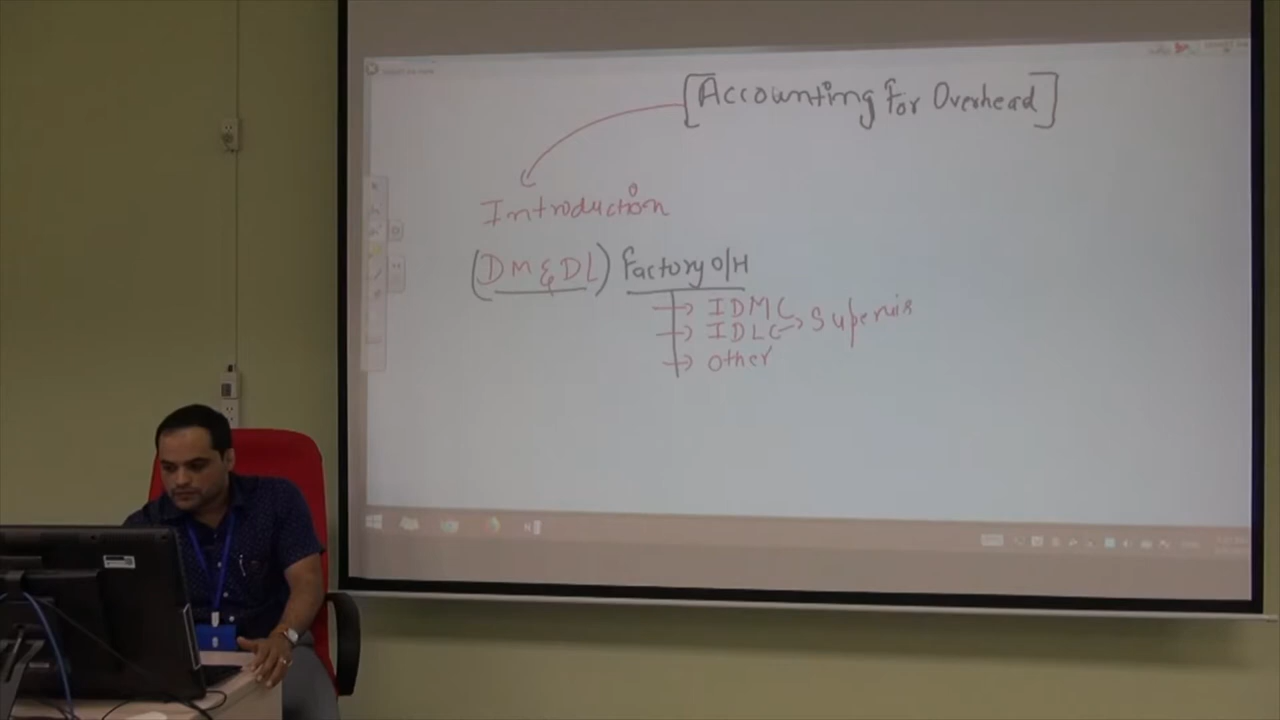 [Accounting For Overhead]
Introduction
(DM & DL) Factory O/H
→ IDMC
→ IDLC → Supervis
→ Other